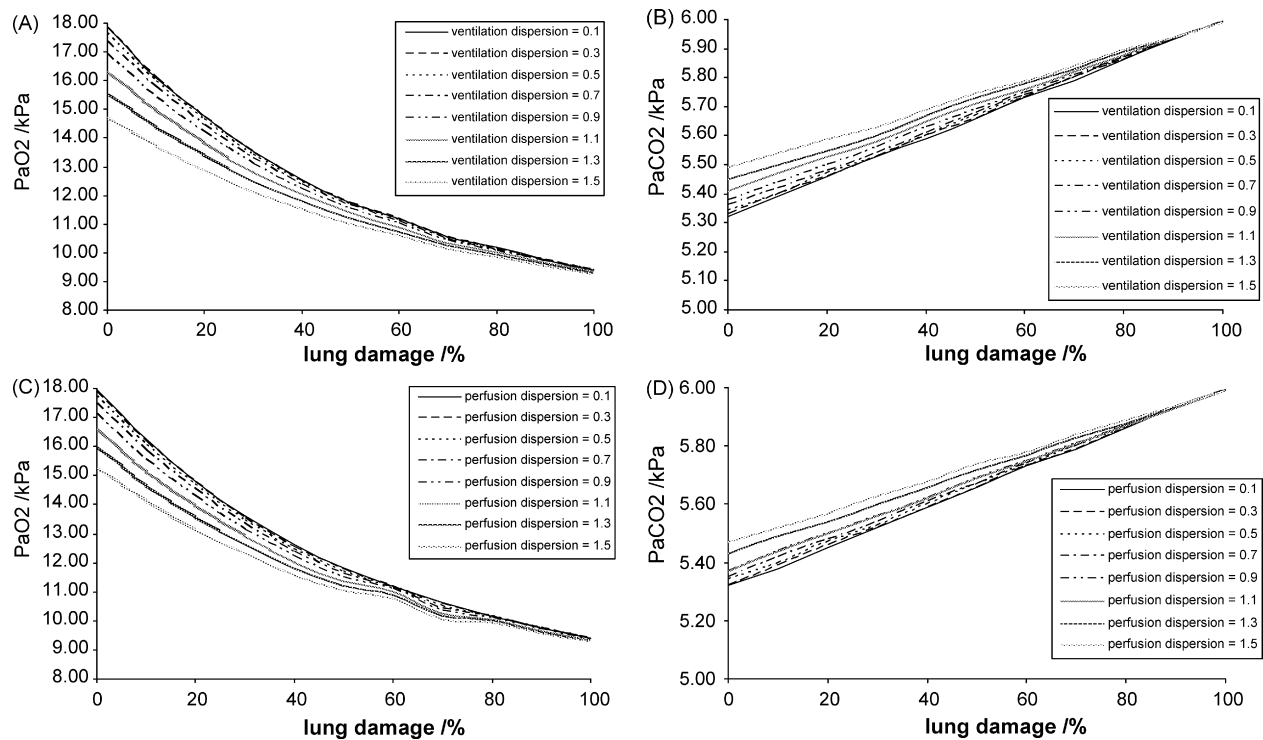 (A)
18.00
17.00
16.00
15.00
14.00
13.00
12.00
11.00
10.00
9.00
8.00
PaO2 /kPa
0 20 40 60 80 100
lung damage /%
ventilation dispersion = 0.1
ventilation dispersion = 0.3
ventilation dispersion = 0.5
ventilation dispersion = 0.7
ventilation dispersion = 0.9
ventilation dispersion = 1.1
ventilation dispersion = 1.3
ventilation dispersion = 1.5
(B)
6.00
5.90
5.80
5.70
5.60
5.50
5.40
5.30
5.20
5.10
5.00
PaCO2 /kPa
0 20 40 60 80 100
lung damage /%
ventilation dispersion = 0.1
ventilation dispersion = 0.3
ventilation dispersion = 0.5
ventilation dispersion = 0.7
ventilation dispersion = 0.9
ventilation dispersion = 1.1
ventilation dispersion = 1.3
ventilation dispersion = 1.5
(C)
18.00
17.00
16.00
15.00
14.00
13.00
12.00
11.00
10.00
9.00
8.00
PaO2 /kPa
0 20 40 60 80 100
lung damage /%
perfusion dispersion = 0.1
perfusion dispersion = 0.3
perfusion dispersion = 0.5
perfusion dispersion = 0.7
perfusion dispersion = 0.9
perfusion dispersion = 1.1
perfusion dispersion = 1.3
perfusion dispersion = 1.5
(D)
6.00
5.80
5.60
5.40
5.20
5.00
PaCO2 /kPa
0 20 40 60 80 100
lung damage /%
perfusion dispersion = 0.1
perfusion dispersion = 0.3
perfusion dispersion = 0.5
perfusion dispersion = 0.7
perfusion dispersion = 0.9
perfusion dispersion = 1.1
perfusion dispersion = 1.3
perfusion dispersion = 1.5